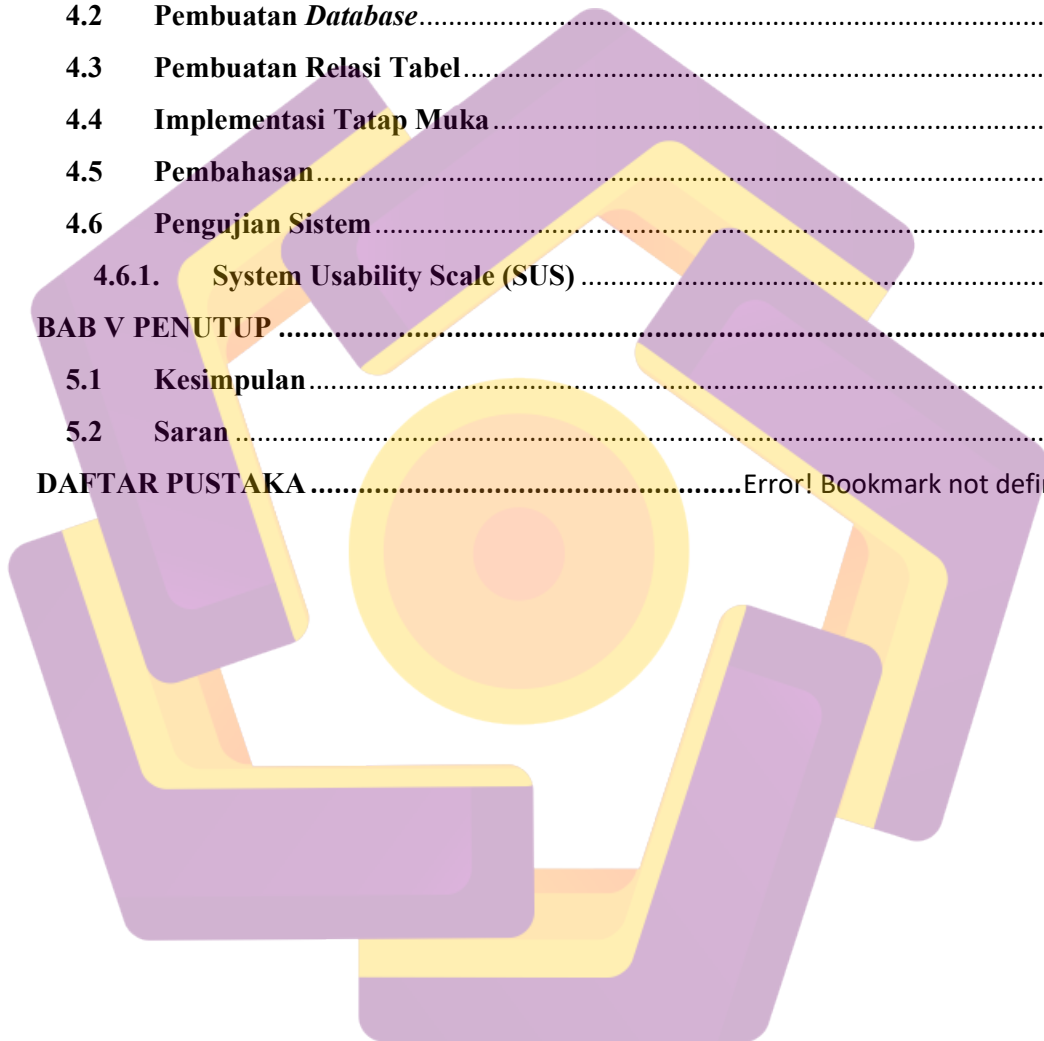 4.2 Pembuatan Database................................................................
4.3 Pembuatan Relasi Tabel................................................................
4.4 Implementasi Tatap Muka................................................................
4.5 Pembahasan................................................................
4.6 Pengujian Sistem................................................................
4.6.1. System Usability Scale (SUS)................................................................
BAB V PENUTUP................................................................
5.1 Kesimpulan................................................................
5.2 Saran................................................................
DAFTAR PUSTAKA................................................Error! Bookmark not defi